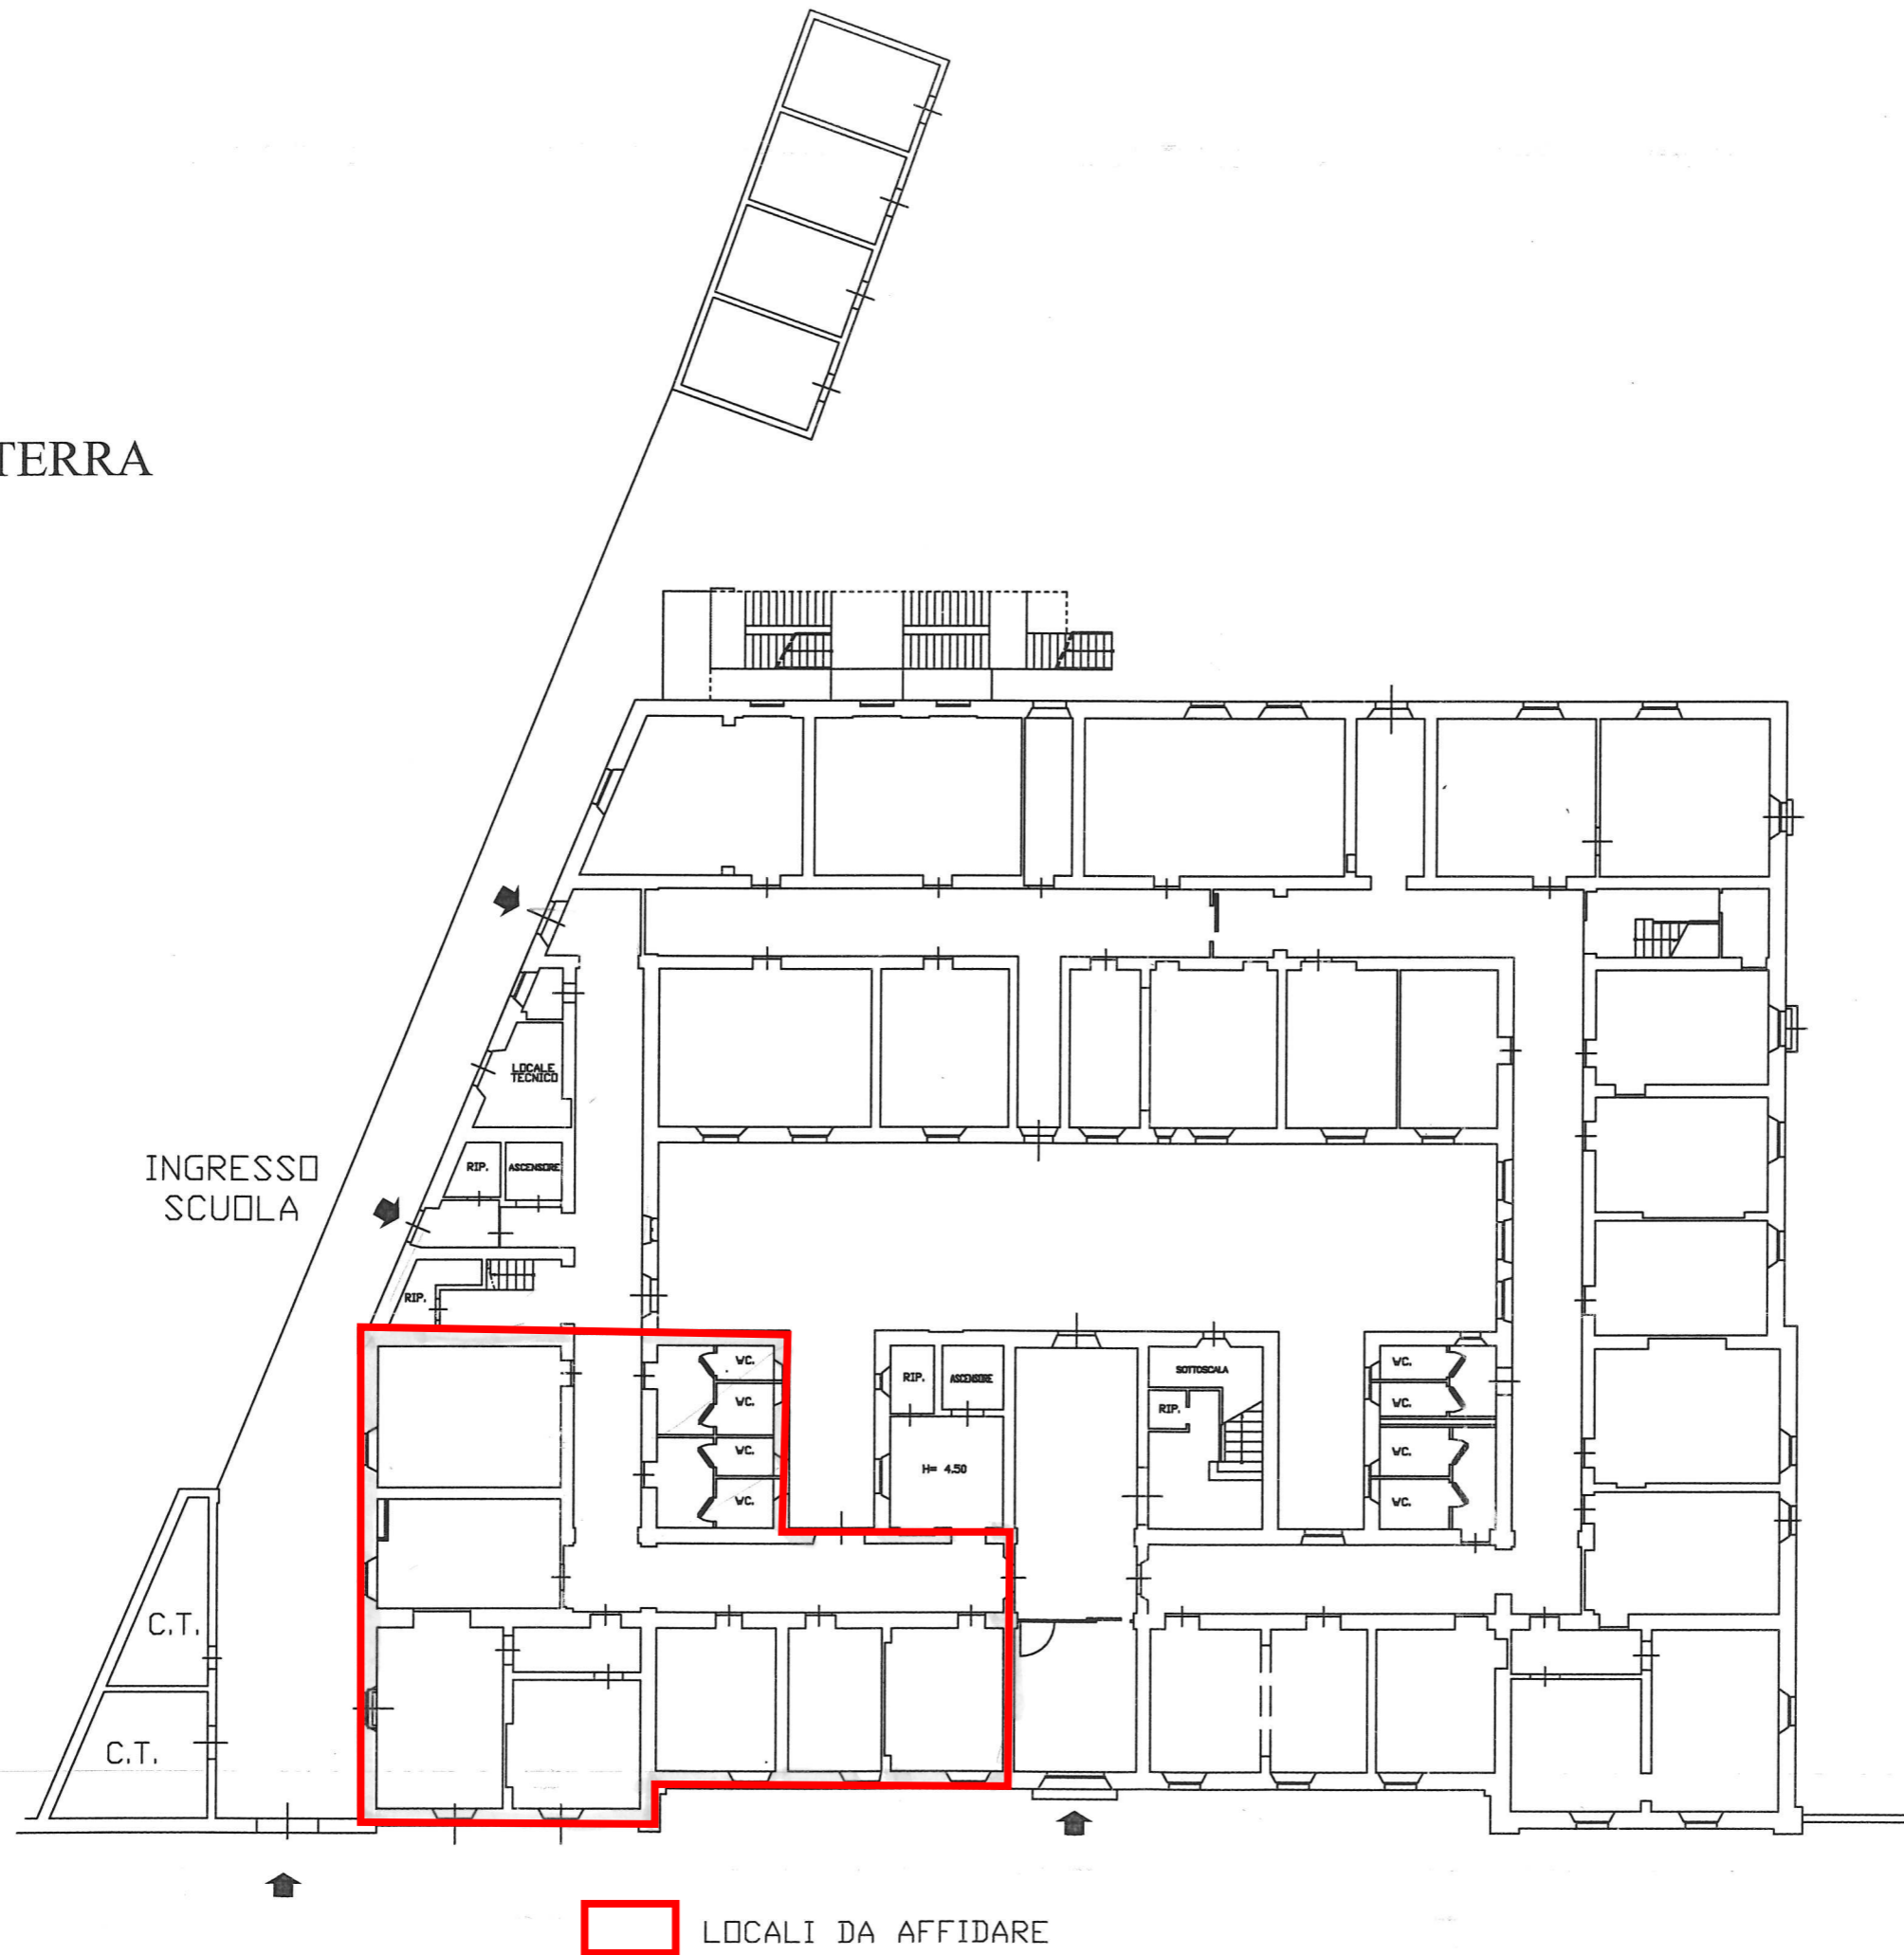 TERRA
LOCALE
TECNICO
INGRESSO
SCUOLA
RIP.
ASCENSORE
RIP.
WC.
WC.
WC.
WC.
RIP.
ASCENSORE
H= 4.50
SOTTOSCALA
RIP.
WC.
WC.
WC.
WC.
C.T.
C.T.
LOCALI DA AFFIDARE